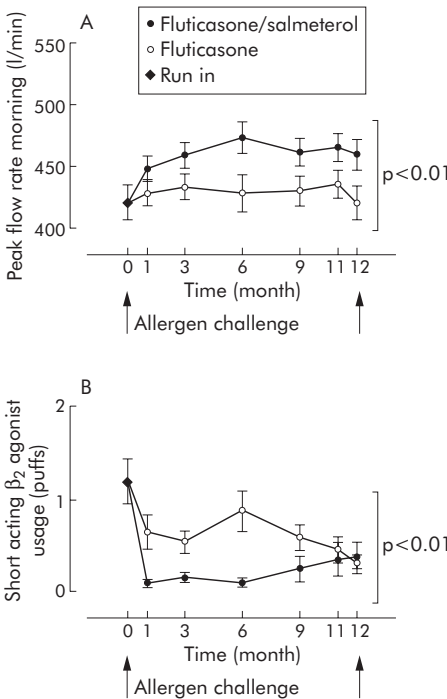 A
Fluticasone/salmeterol
Fluticasone
Run in
Peak flow rate morning (l/min)
550
500
450
400
p<0.01
0 1 3 6 9 11 12
Time (month)
Allergen challenge
B
Short acting β₂ agonist
usage (puffs)
2
1
0
p<0.01
0 1 3 6 9 11 12
Time (month)
Allergen challenge